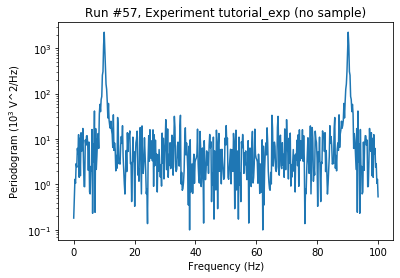 Run #57, Experiment tutorial_exp (no sample)
Periodogram (10³ V^2/Hz)
10³
10²
10¹
10⁰
10⁻¹
0 20 40 60 80 100
Frequency (Hz)